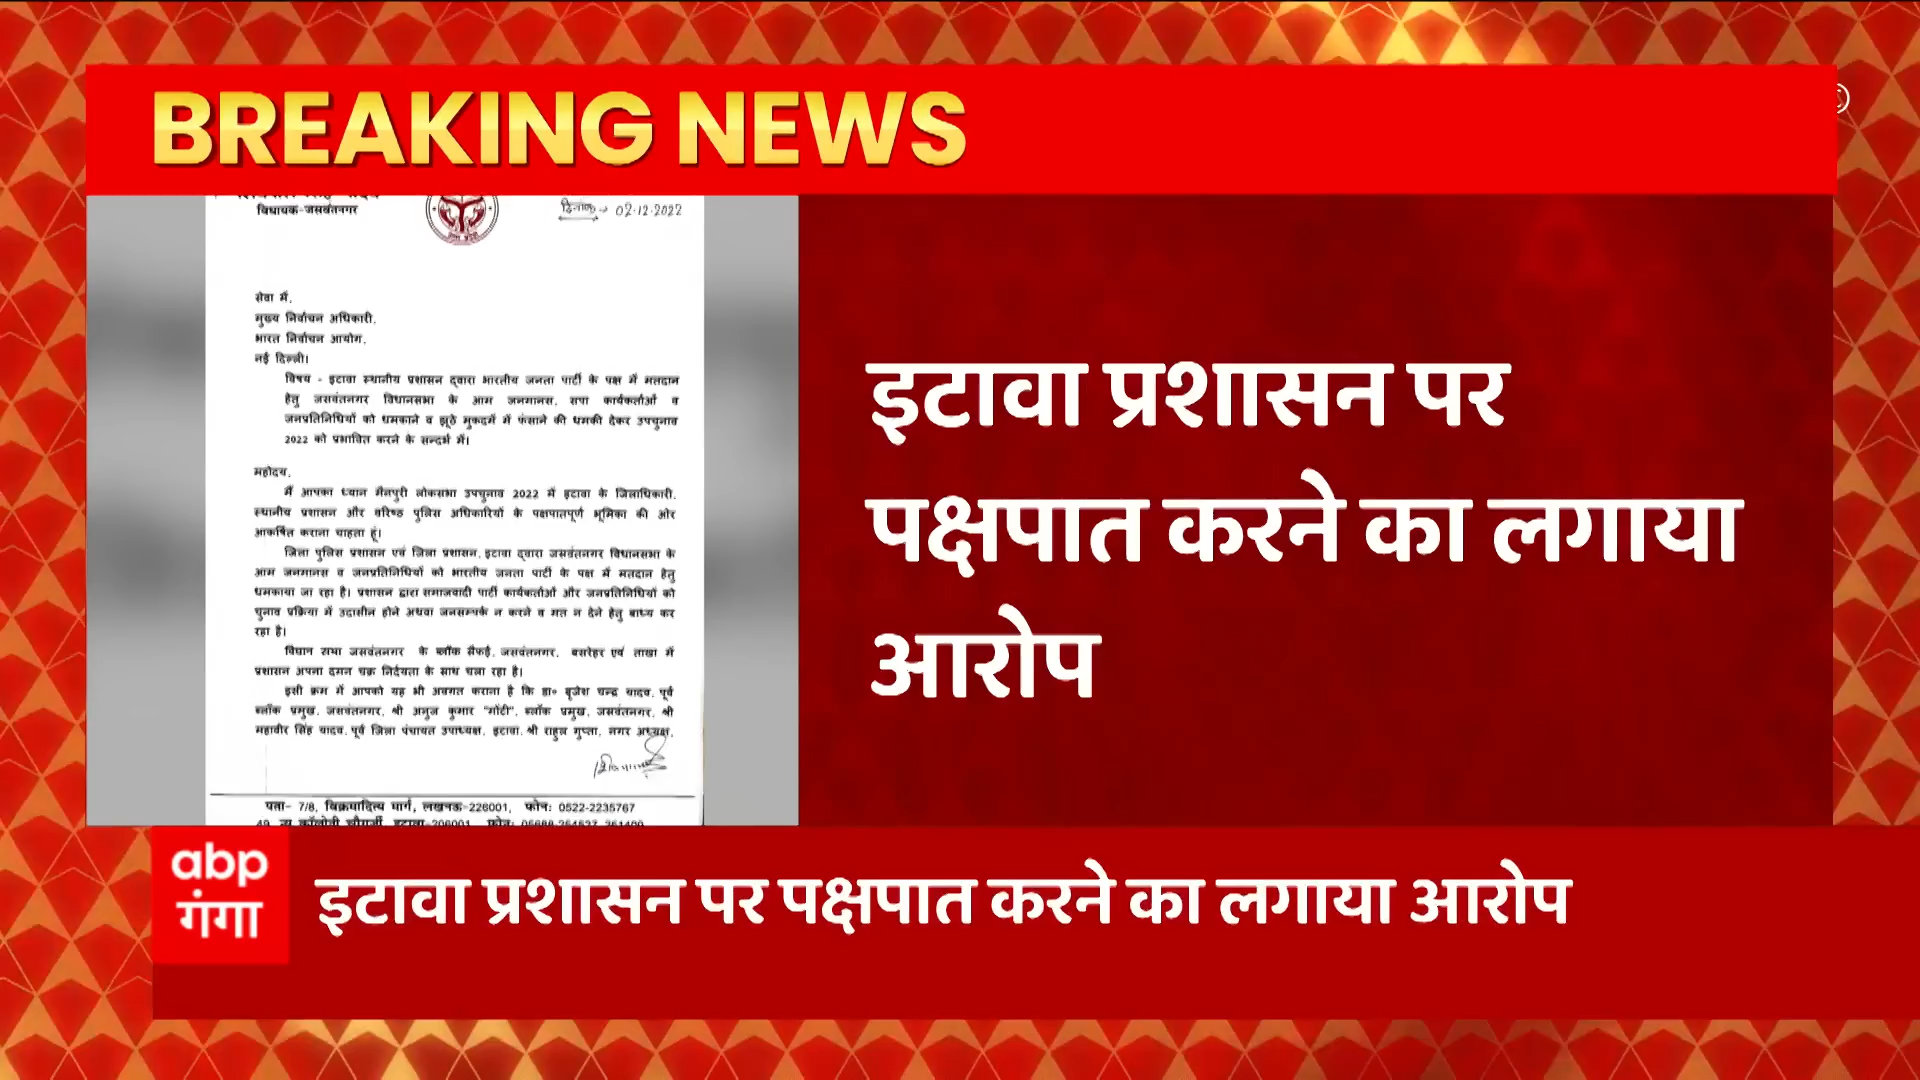 BREAKING NEWS
विधायक-जसवंतनगर
दिनांक→ 02.12.2022
सेवा में,
मुख्य निर्वाचन अधिकारी,
भारत निर्वाचन आयोग,
नई दिल्ली।
विषय - इटावा स्थानीय प्रशासन द्वारा भारतीय जनता पार्टी के पक्ष में मतदान
हेतु जसवंतनगर विधानसभा के आम जनमानस, सपा कार्यकर्ताओं व
जनप्रतिनिधियों को धमकाने व झूठे मुकदमें में फंसाने की धमकी देकर उपचुनाव
2022 को प्रभावित करने के सन्दर्भ में।
महोदय,
मैं आपका ध्यान मैनपुरी लोकसभा उपचुनाव 2022 में इटावा के जिलाधिकारी,
स्थानीय प्रशासन और वरिष्ठ पुलिस अधिकारियों के पक्षपातपूर्ण भूमिका की ओर
आकर्षित कराना चाहता हूं।
जिला पुलिस प्रशासन एवं जिला प्रशासन, इटावा द्वारा जसवंतनगर विधानसभा के
आम जनमानस व जनप्रतिनिधियों को भारतीय जनता पार्टी के पक्ष में मतदान हेतु
धमकाया जा रहा है। प्रशासन द्वारा समाजवादी पार्टी कार्यकर्ताओं और जनप्रतिनिधियों को
चुनाव प्रक्रिया में उदासीन होने अथवा जनसम्पर्क न करने व मत न देने हेतु बाध्य कर
रहा है।
विधान सभा जसवंतनगर के ब्लॉक सैफई, जसवंतनगर, बसरेहर एवं ताखा में
प्रशासन अपना दमन चक्र निर्दयता के साथ चला रहा है।
इसी क्रम में आपको यह भी अवगत कराना है कि डा० बृजेश चन्द्र यादव, पूर्व
ब्लॉक प्रमुख, जसवंतनगर, श्री अनुज कुमार "मोंटी", ब्लॉक प्रमुख, जसवंतनगर, श्री
महावीर सिंह यादव, पूर्व जिला पंचायत उपाध्यक्ष, इटावा, श्री राहुल गुप्ता, नगर अध्यक्ष,
पता- 7/8, विक्रमादित्य मार्ग, लखनऊ-226001, फोन: 0522-2235767
इटावा प्रशासन पर
पक्षपात करने का लगाया
आरोप
abp
गंगा
इटावा प्रशासन पर पक्षपात करने का लगाया आरोप